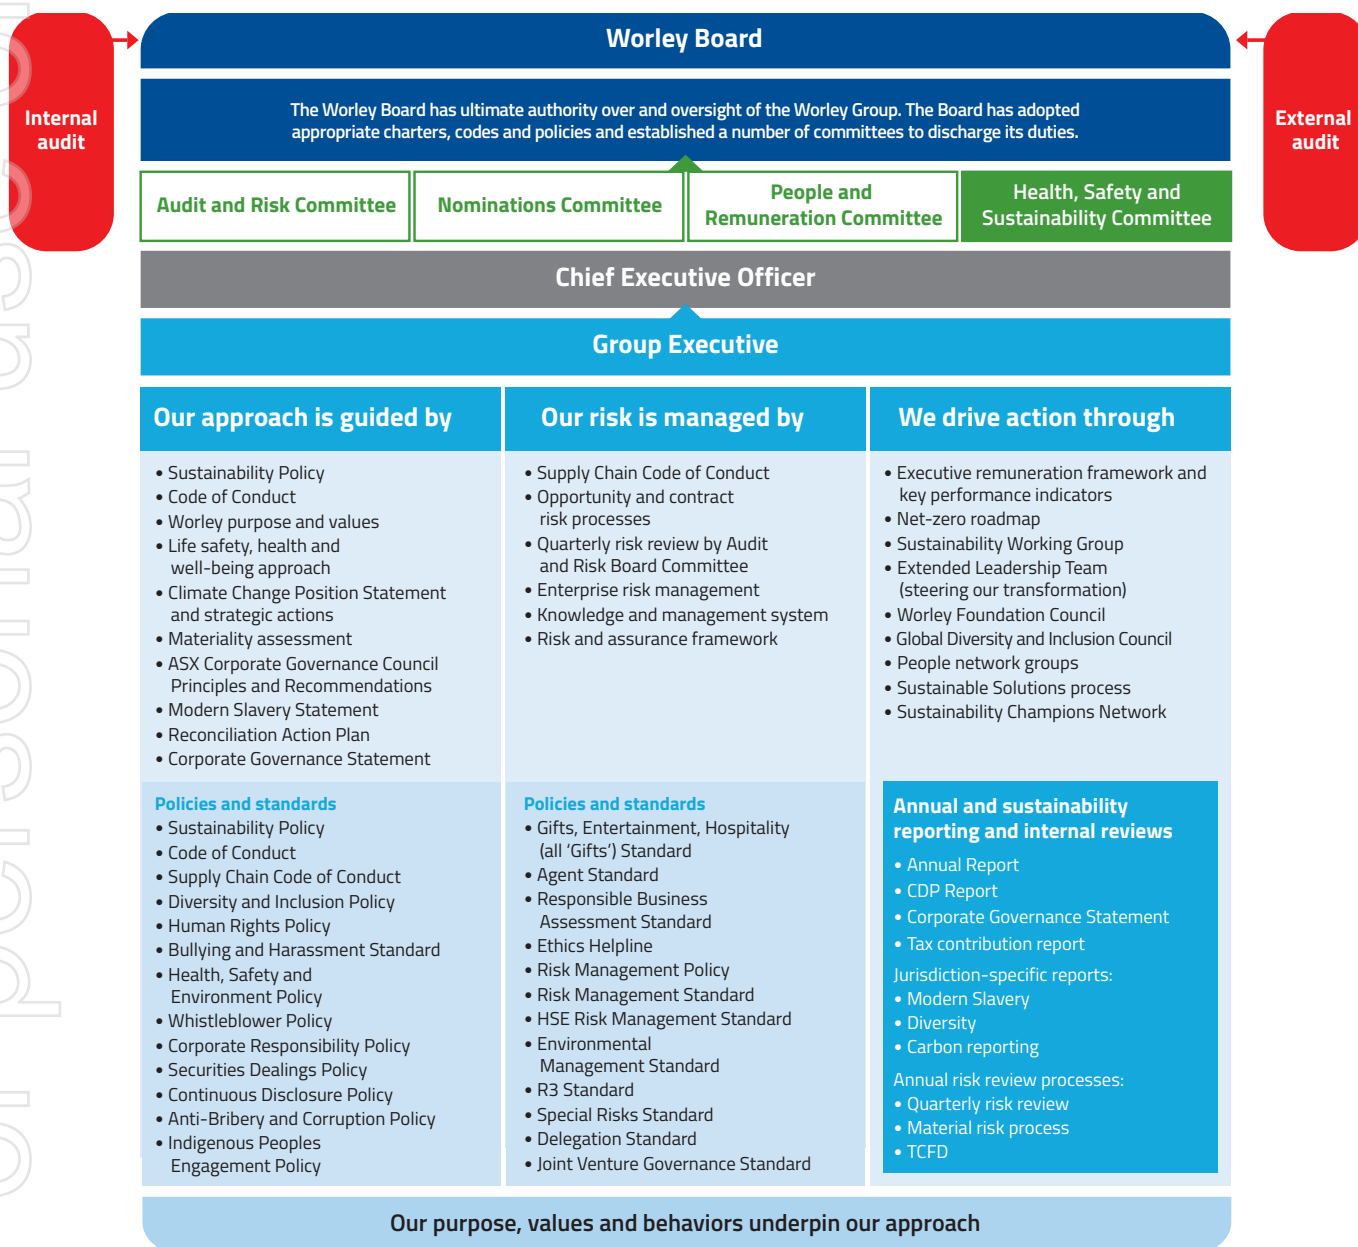 Worley Board
Internal
audit
External
audit
The Worley Board has ultimate authority over and oversight of the Worley Group. The Board has adopted
appropriate charters, codes and policies and established a number of committees to discharge its duties.
Audit and Risk Committee
Nominations Committee
People and
Remuneration Committee
Health, Safety and
Sustainability Committee
Chief Executive Officer
Group Executive
Our approach is guided by
• Sustainability Policy
• Code of Conduct
• Worley purpose and values
• Life safety, health and
well-being approach
• Climate Change Position Statement
and strategic actions
• Materiality assessment
• ASX Corporate Governance Council
Principles and Recommendations
• Modern Slavery Statement
• Reconciliation Action Plan
• Corporate Governance Statement
Policies and standards
• Sustainability Policy
• Code of Conduct
• Supply Chain Code of Conduct
• Diversity and Inclusion Policy
• Human Rights Policy
• Bullying and Harassment Standard
• Health, Safety and
Environment Policy
• Whistleblower Policy
• Corporate Responsibility Policy
• Securities Dealings Policy
• Continuous Disclosure Policy
• Anti-Bribery and Corruption Policy
• Indigenous Peoples
Engagement Policy
Our risk is managed by
• Supply Chain Code of Conduct
• Opportunity and contract
risk processes
• Quarterly risk review by Audit
and Risk Board Committee
• Enterprise risk management
• Knowledge and management system
• Risk and assurance framework
Policies and standards
• Gifts, Entertainment, Hospitality
(all ‘Gifts’) Standard
• Agent Standard
• Responsible Business
Assessment Standard
• Ethics Helpline
• Risk Management Policy
• Risk Management Standard
• HSE Risk Management Standard
• Environmental
Management Standard
• R3 Standard
• Special Risks Standard
• Delegation Standard
• Joint Venture Governance Standard
We drive action through
• Executive remuneration framework and
key performance indicators
• Net-zero roadmap
• Sustainability Working Group
• Extended Leadership Team
(steering our transformation)
• Worley Foundation Council
• Global Diversity and Inclusion Council
• People network groups
• Sustainable Solutions process
• Sustainability Champions Network
Annual and sustainability
reporting and internal reviews
• Annual Report
• CDP Report
• Corporate Governance Statement
• Tax contribution report
Jurisdiction-specific reports:
• Modern Slavery
• Diversity
• Carbon reporting
Annual risk review processes:
• Quarterly risk review
• Material risk process
• TCFD
Our purpose, values and behaviors underpin our approach